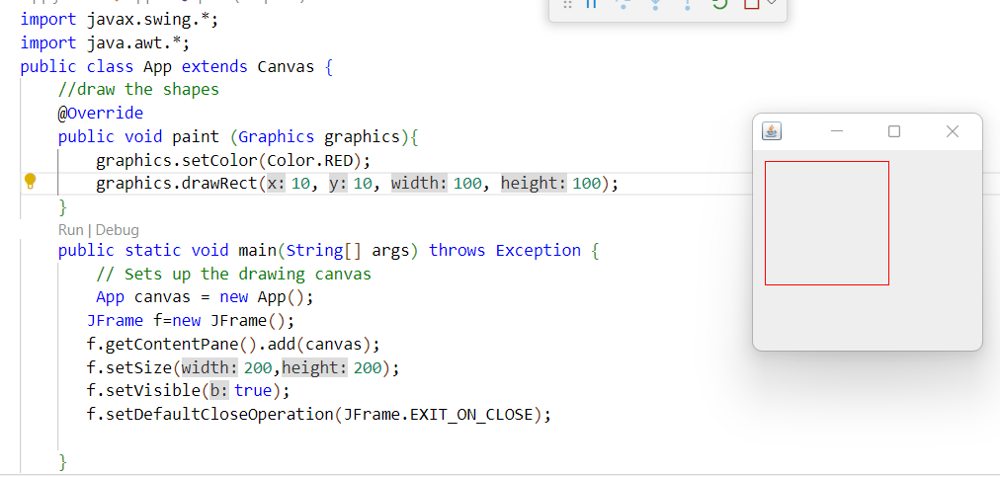 import javax.swing.*;
import java.awt.*;
public class App extends Canvas {
//draw the shapes
@Override
public void paint (Graphics graphics){
graphics.setColor(Color.RED);
graphics.drawRect(x: 10, y: 10, width: 100, height: 100);
}
Run | Debug
public static void main(String[] args) throws Exception {
// Sets up the drawing canvas
App canvas = new App();
JFrame f=new JFrame();
f.getContentPane().add(canvas);
f.setSize(width: 200,height: 200);
f.setVisible(b: true);
f.setDefaultCloseOperation(JFrame.EXIT_ON_CLOSE);
}